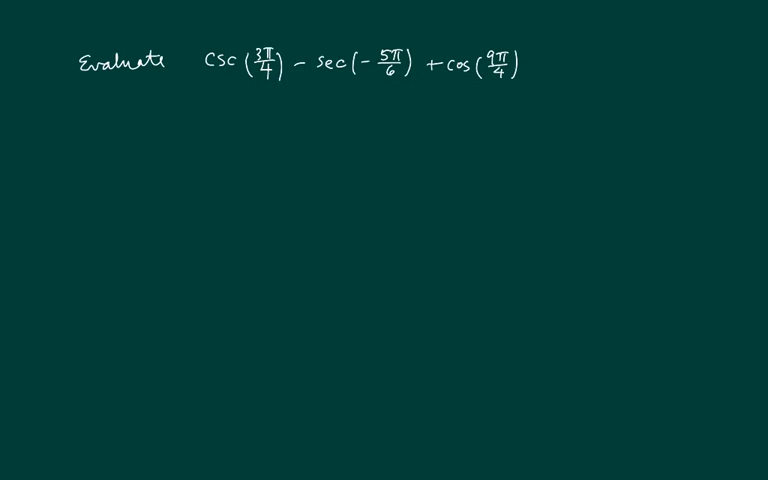 Evaluate csc(3π/4) - sec(-5π/6) + cos(9π/4)